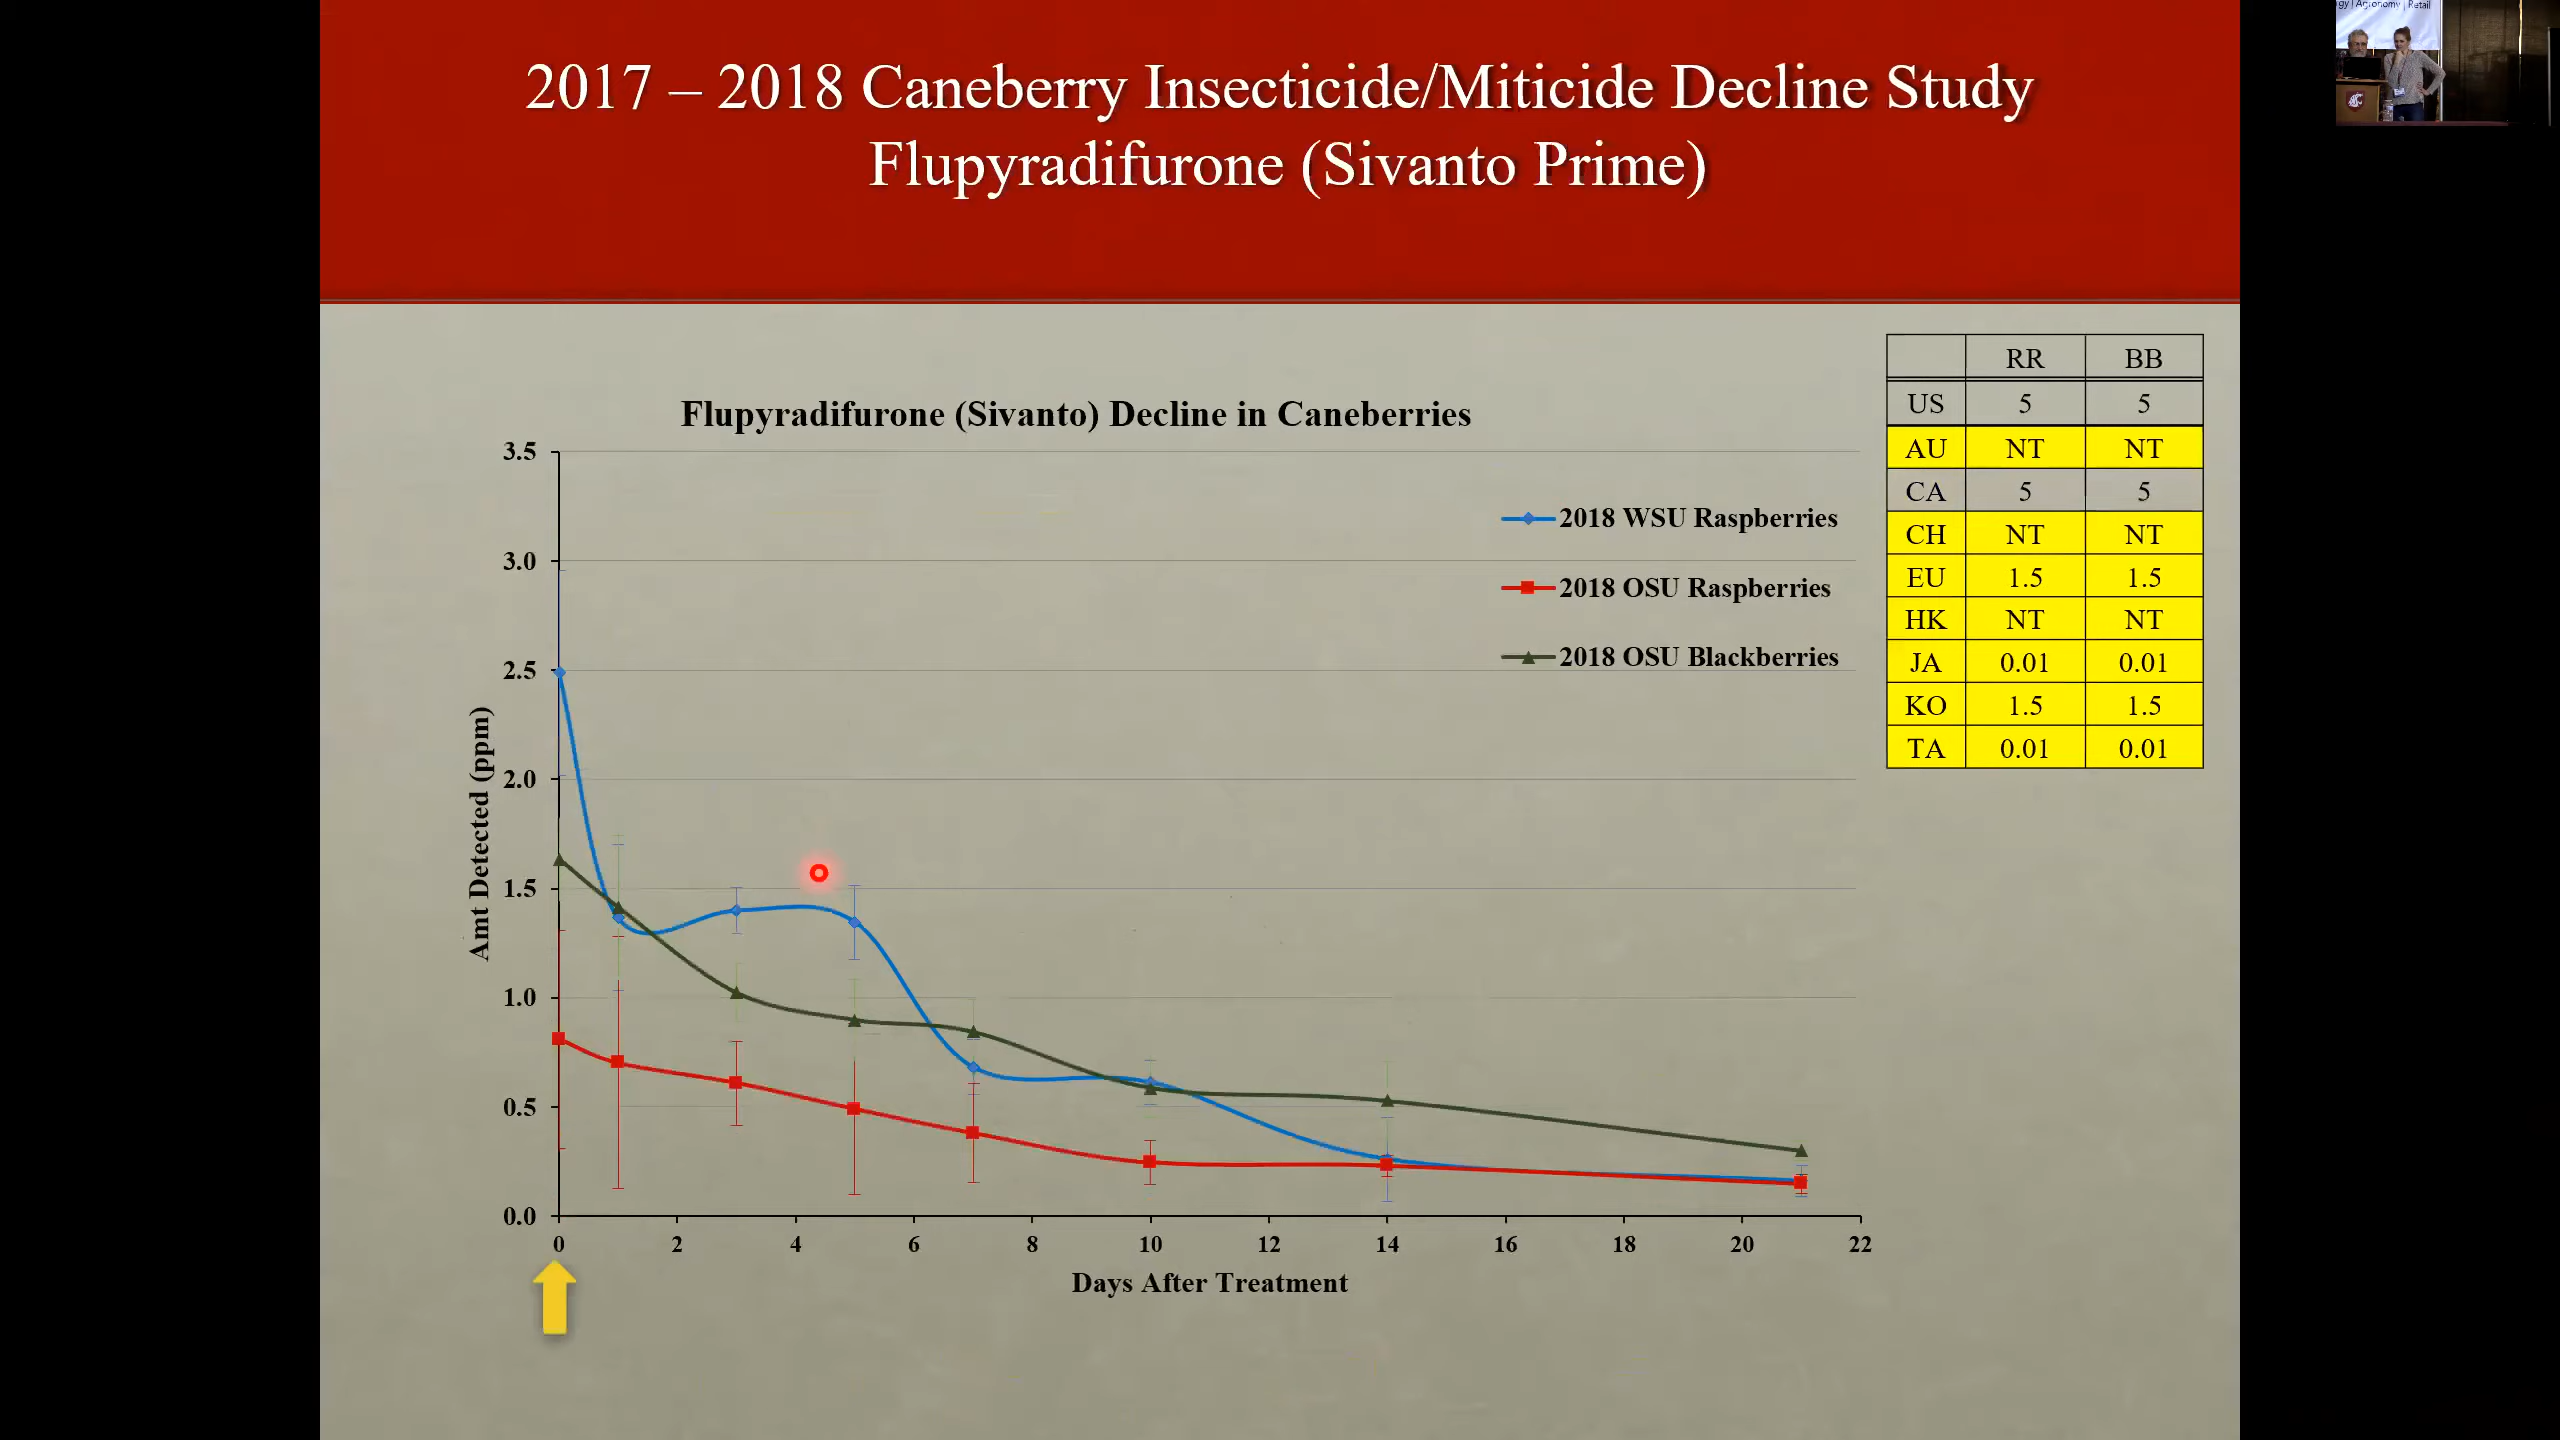 2017 – 2018 Caneberry Insecticide/Miticide Decline Study
Flupyradifurone (Sivanto Prime)
Flupyradifurone (Sivanto) Decline in Caneberries
3.5
3.0
2.5
2.0
1.5
1.0
0.5
0.0
Amt Detected (ppm)
2018 WSU Raspberries
2018 OSU Raspberries
2018 OSU Blackberries
0 2 4 6 8 10 12 14 16 18 20 22
Days After Treatment
RR BB
US 5 5
AU NT NT
CA 5 5
CH NT NT
EU 1.5 1.5
HK NT NT
JA 0.01 0.01
KO 1.5 1.5
TA 0.01 0.01
gy | Agronomy | Retail